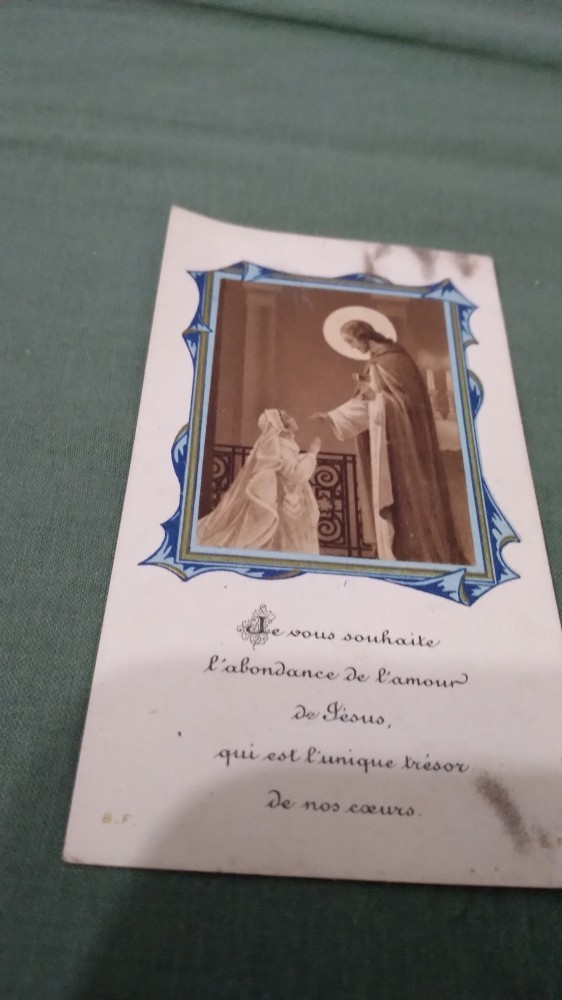 Je vous souhaite
l'abondance de l'amour
de Jésus,
qui est l'unique trésor
de nos cœurs.
B.F.